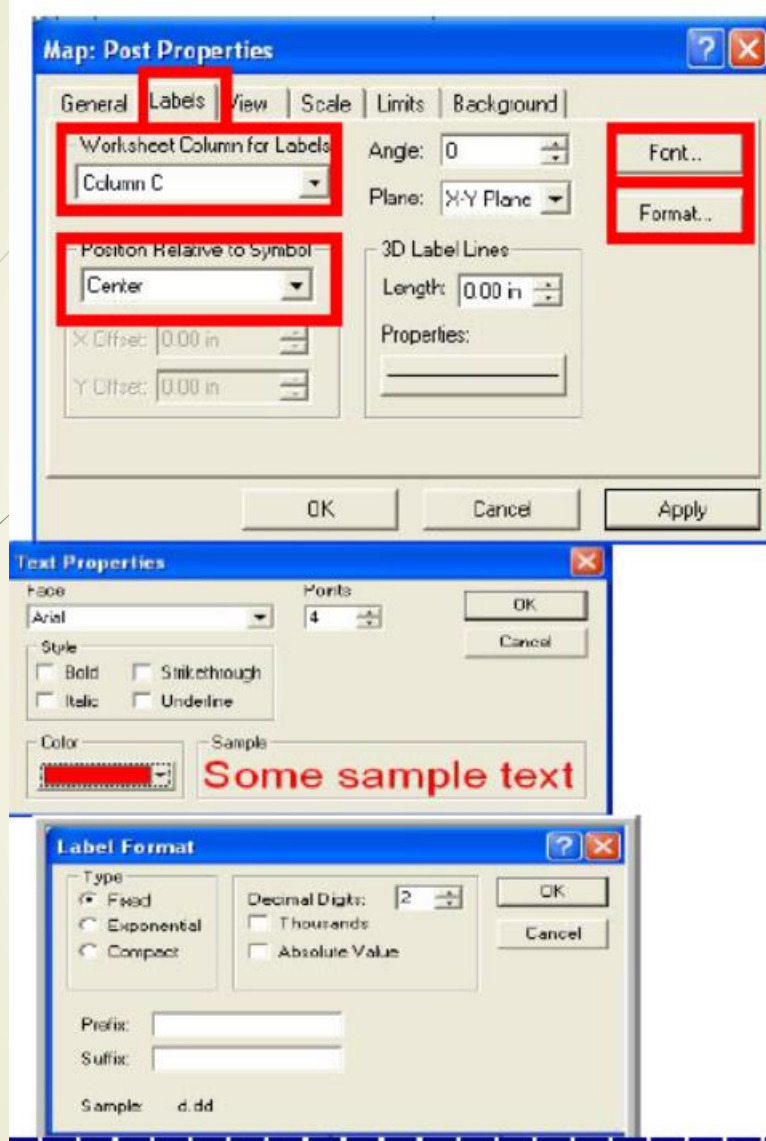 Map: Post Properties
General Labels View Scale Limits Background
Worksheet Column for Labels
Angle: 0
Font..
Column C
Plane: X-Y Plane
Format...
Position Relative to Symbol
3D Label Lines
Center
Length: 0.00 in
X Offset: 0.00 in
Properties:
Y Offset: 0.00 in
OK Cancel Apply
Text Properties
Face Points
Arial 4 OK
Cancel
Style
Bold Strikethrough
Italic Underline
Color Sample
Some sample text
Label Format
Type
Fixed Decimal Digits: 2 OK
Exponential Thousands Cancel
Compact Absolute Value
Prefix:
Suffix:
Sample: d.dd